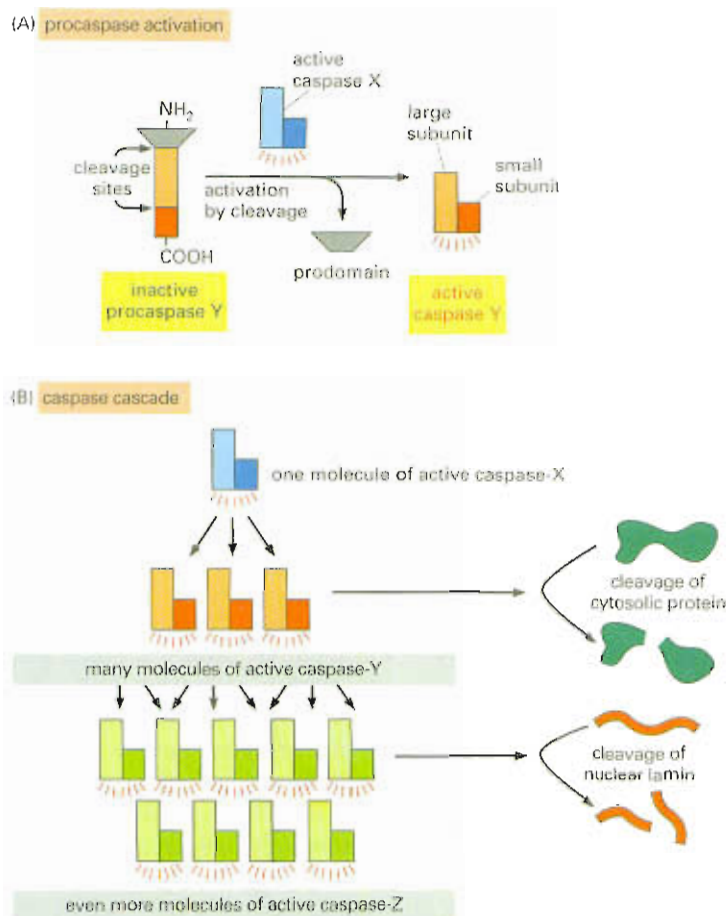 (A) procaspase activation
active
caspase X
NH2
large
subunit
cleavage
sites
small
subunit
activation
by cleavage
COOH
prodomain
inactive
procaspase Y
active
caspase Y
(B) caspase cascade
one molecule of active caspase-X
cleavage of
cytosolic protein
many molecules of active caspase-Y
cleavage of
nuclear lamin
even more molecules of active caspase-Z